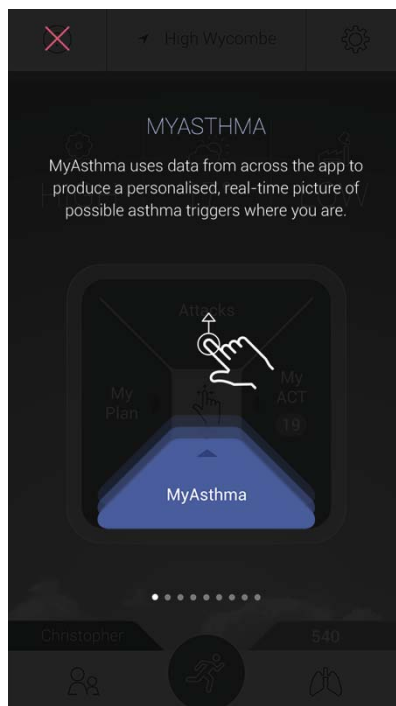 High Wycombe
MYASTHMA
MyAsthma uses data from across the app to
produce a personalised, real-time picture of
possible asthma triggers where you are.
Attacks
My
Plan
My
ACT
19
MyAsthma
Christopher
540